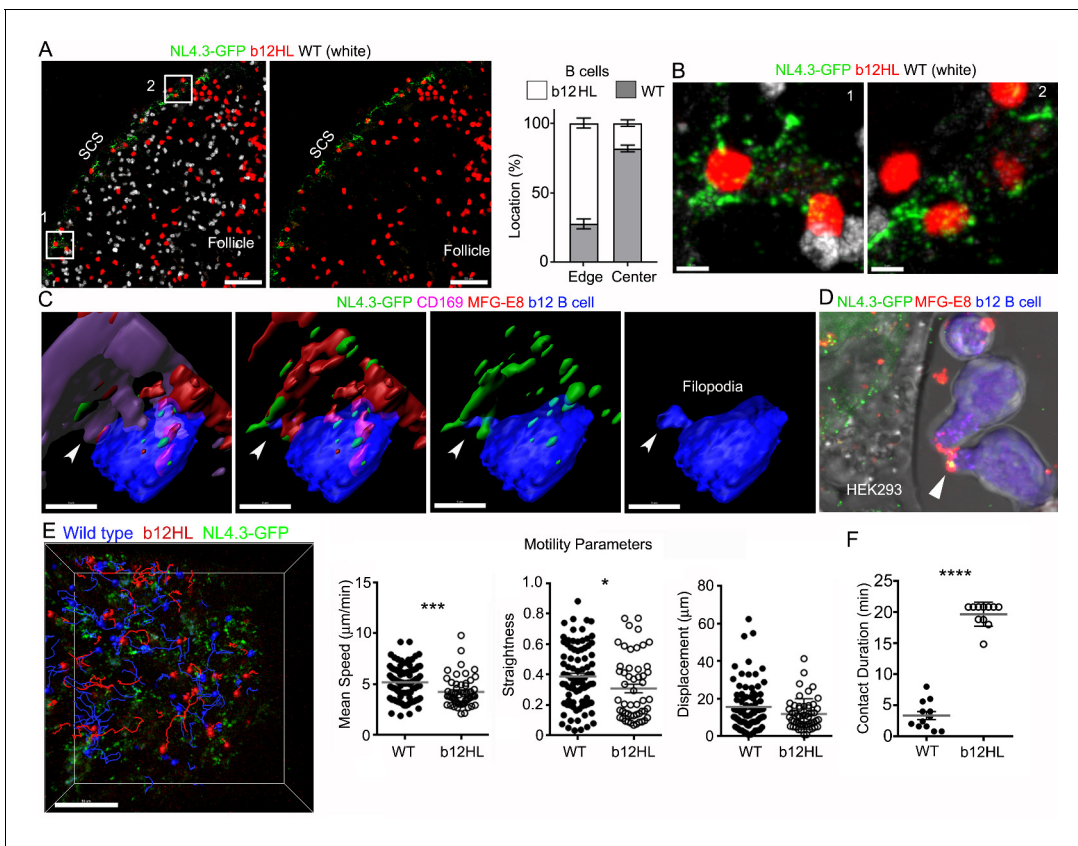 A
NL4.3-GFP b12HL WT (white)
2
SCS
1
Follicle
SCS
Follicle
B cells
b12HL WT
Location (%)
100
50
0
Edge Center
B
NL4.3-GFP b12HL WT (white)
1
2
C
NL4.3-GFP CD169 MFG-E8 b12 B cell
Filopodia
D
NL4.3-GFP MFG-E8 b12 B cell
HEK293
E
Wild type b12HL NL4.3-GFP
Motility Parameters
Mean Speed (μm/min)
15
10
5
0
***
WT b12HL
Straightness
1.0
0.8
0.6
0.4
0.2
0.0
*
WT b12HL
Displacement (μm)
80
60
40
20
0
WT b12HL
F
Contact Duration (min)
25
20
15
10
5
0
****
WT b12HL